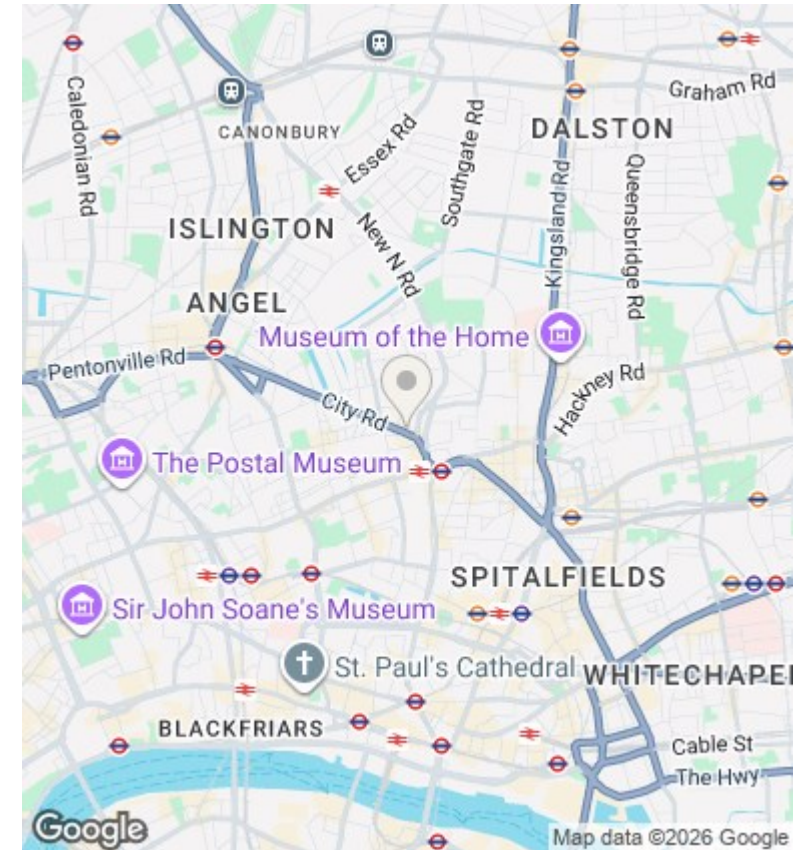 Graham Rd
Caledonian Rd
CANONBURY
Essex Rd
Southgate Rd
DALSTON
Kingsland Rd
Queensbridge Rd
ISLINGTON
New N Rd
ANGEL
Museum of the Home
Pentonville Rd
Hackney Rd
City Rd
The Postal Museum
SPITALFIELDS
Sir John Soane's Museum
St. Paul's Cathedral
WHITECHAPEL
BLACKFRIARS
Cable St
The Hwy
Google
Map data ©2026 Google